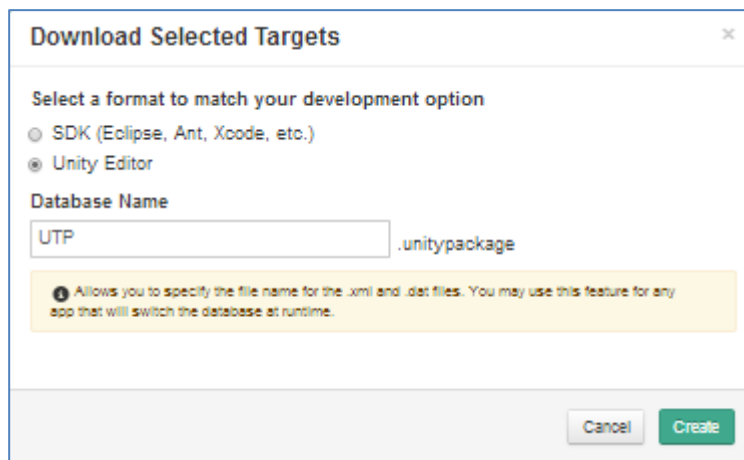 Download Selected Targets ×
Select a format to match your development option
SDK (Eclipse, Ant, Xcode, etc.)
Unity Editor
Database Name
UTP .unitypackage
Allows you to specify the file name for the .xml and .dat files. You may use this feature for any
app that will switch the database at runtime.
Cancel Create